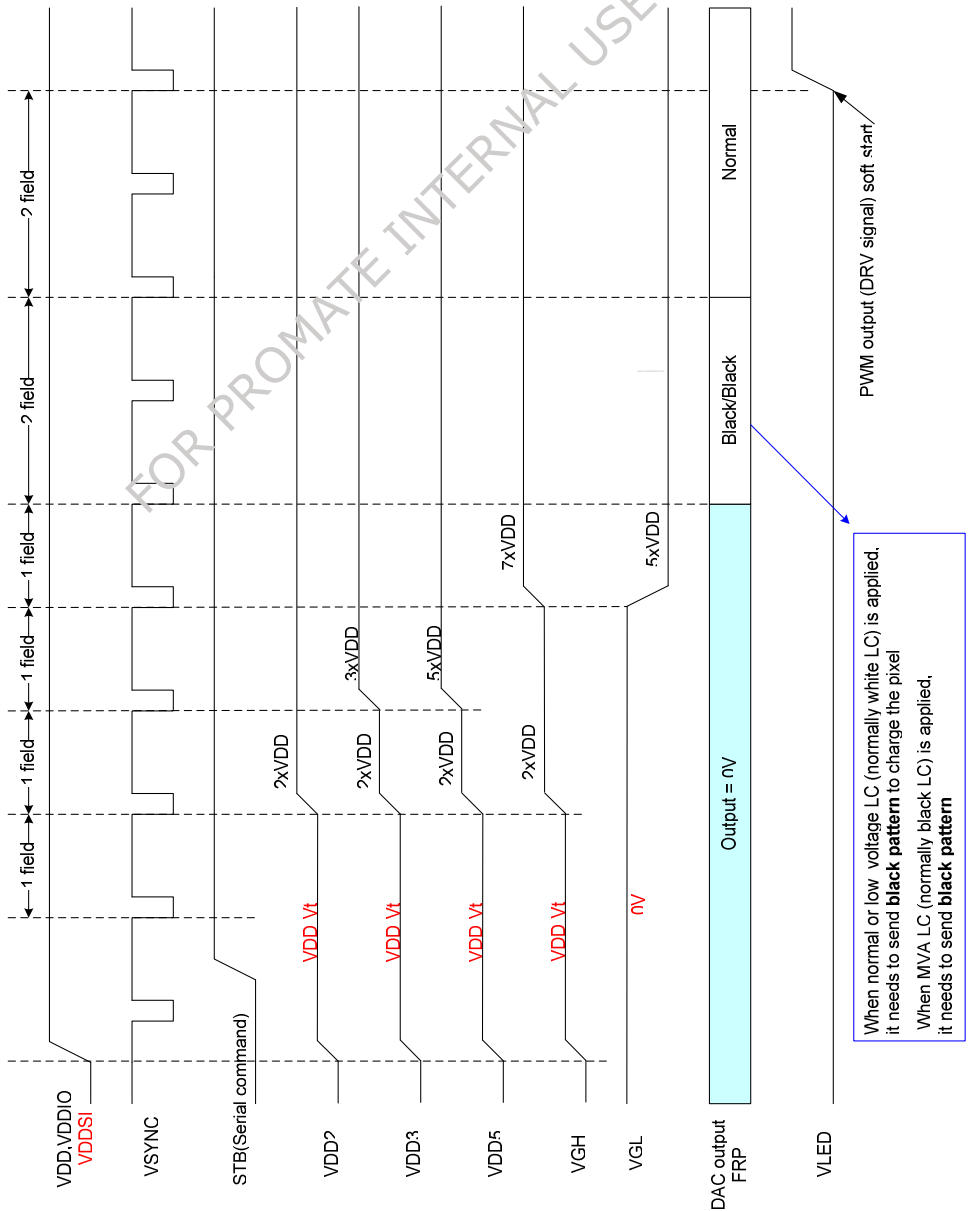 2 field
2 field
1 field
1 field
1 field
1 field
VDD,VDDIO
VDDSI
VSYNC
STB(Serial command)
VDD2
VDD Vt
2xVDD
VDD3
VDD Vt
2xVDD
3xVDD
VDD5
VDD Vt
2xVDD
5xVDD
VGH
VDD Vt
2xVDD
7xVDD
VGL
0V
5xVDD
DAC output
FRP
Output = 0V
Black/Black
Normal
VLED
PWM output (DRV signal) soft start
When normal or low voltage LC (normally white LC) is applied,
it needs to send black pattern to charge the pixel
When MVA LC (normally black LC) is applied,
it needs to send black pattern
FOR PROMATE INTERNAL USE